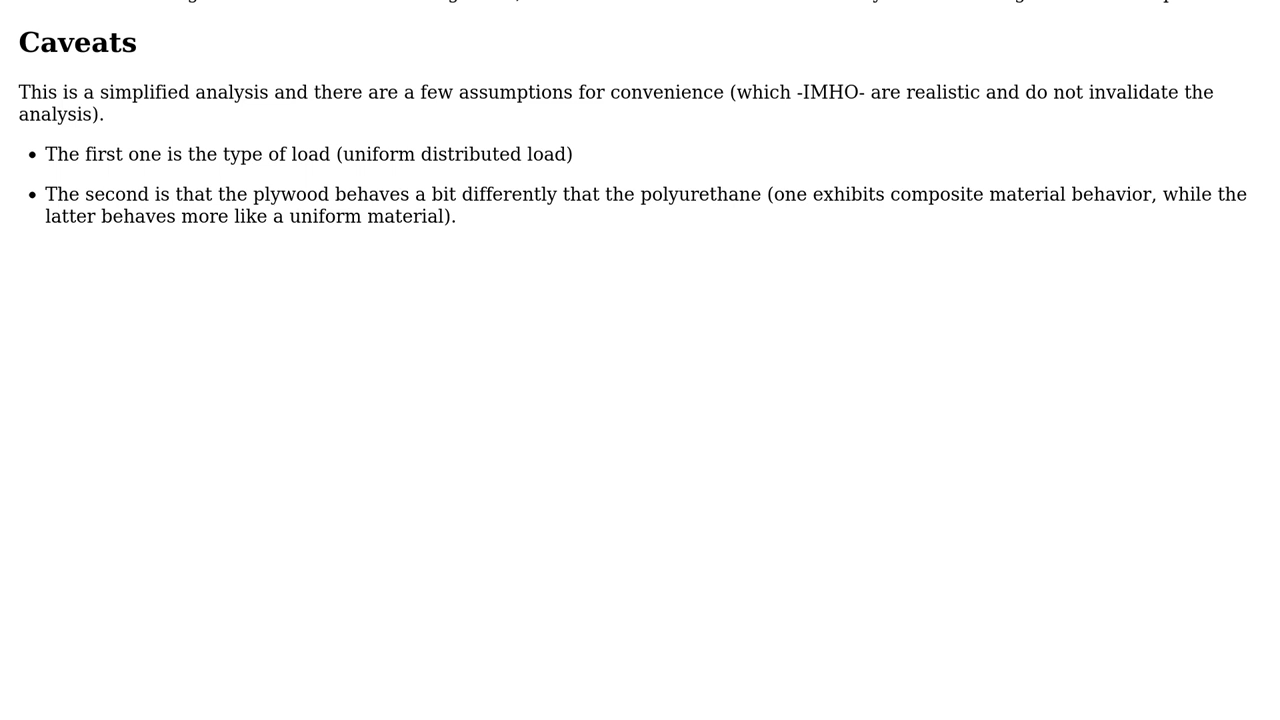 Caveats
This is a simplified analysis and there are a few assumptions for convenience (which -IMHO- are realistic and do not invalidate the
analysis).
• The first one is the type of load (uniform distributed load)
• The second is that the plywood behaves a bit differently that the polyurethane (one exhibits composite material behavior, while the
latter behaves more like a uniform material).